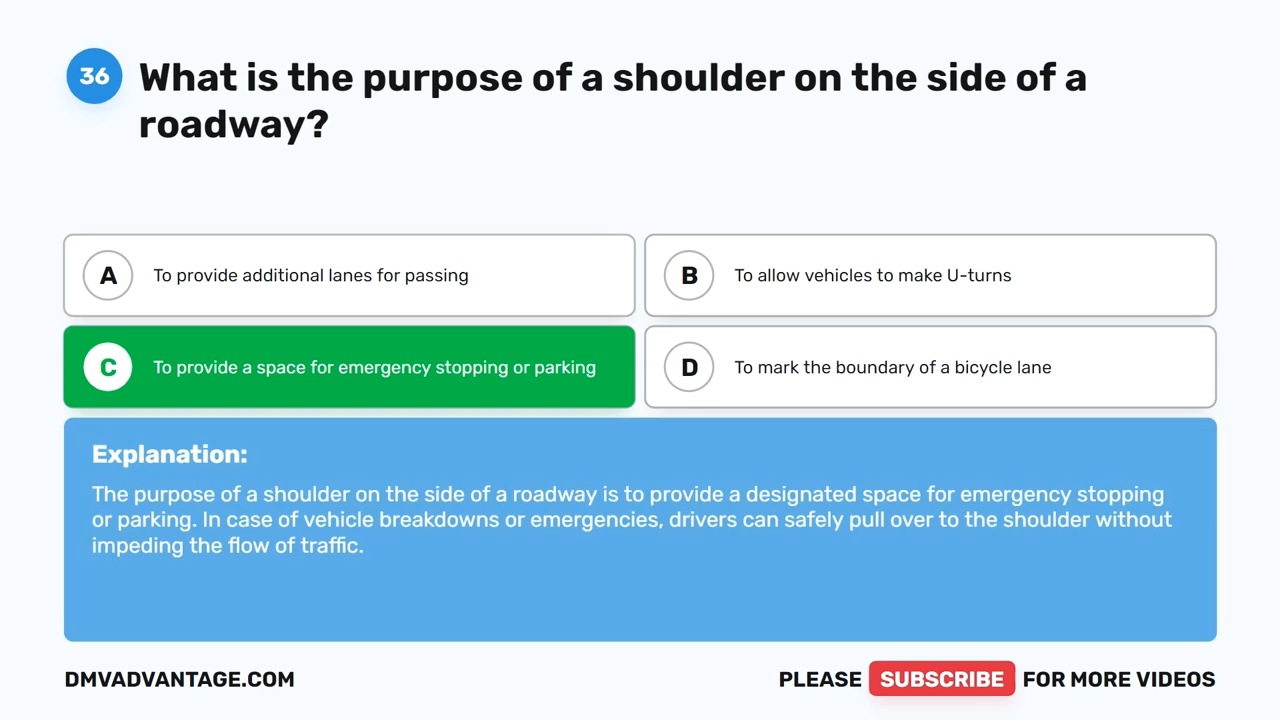 36
What is the purpose of a shoulder on the side of a
roadway?
A To provide additional lanes for passing
B To allow vehicles to make U-turns
C To provide a space for emergency stopping or parking
D To mark the boundary of a bicycle lane
Explanation:
The purpose of a shoulder on the side of a roadway is to provide a designated space for emergency stopping
or parking. In case of vehicle breakdowns or emergencies, drivers can safely pull over to the shoulder without
impeding the flow of traffic.
DMVADVANTAGE.COM
PLEASE SUBSCRIBE FOR MORE VIDEOS